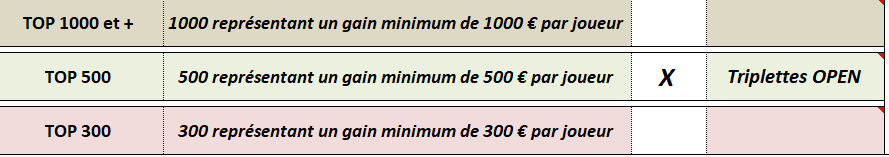 TOP 1000 et + 1000 représentant un gain minimum de 1000 € par joueur
TOP 500 500 représentant un gain minimum de 500 € par joueur X Triplettes OPEN
TOP 300 300 représentant un gain minimum de 300 € par joueur